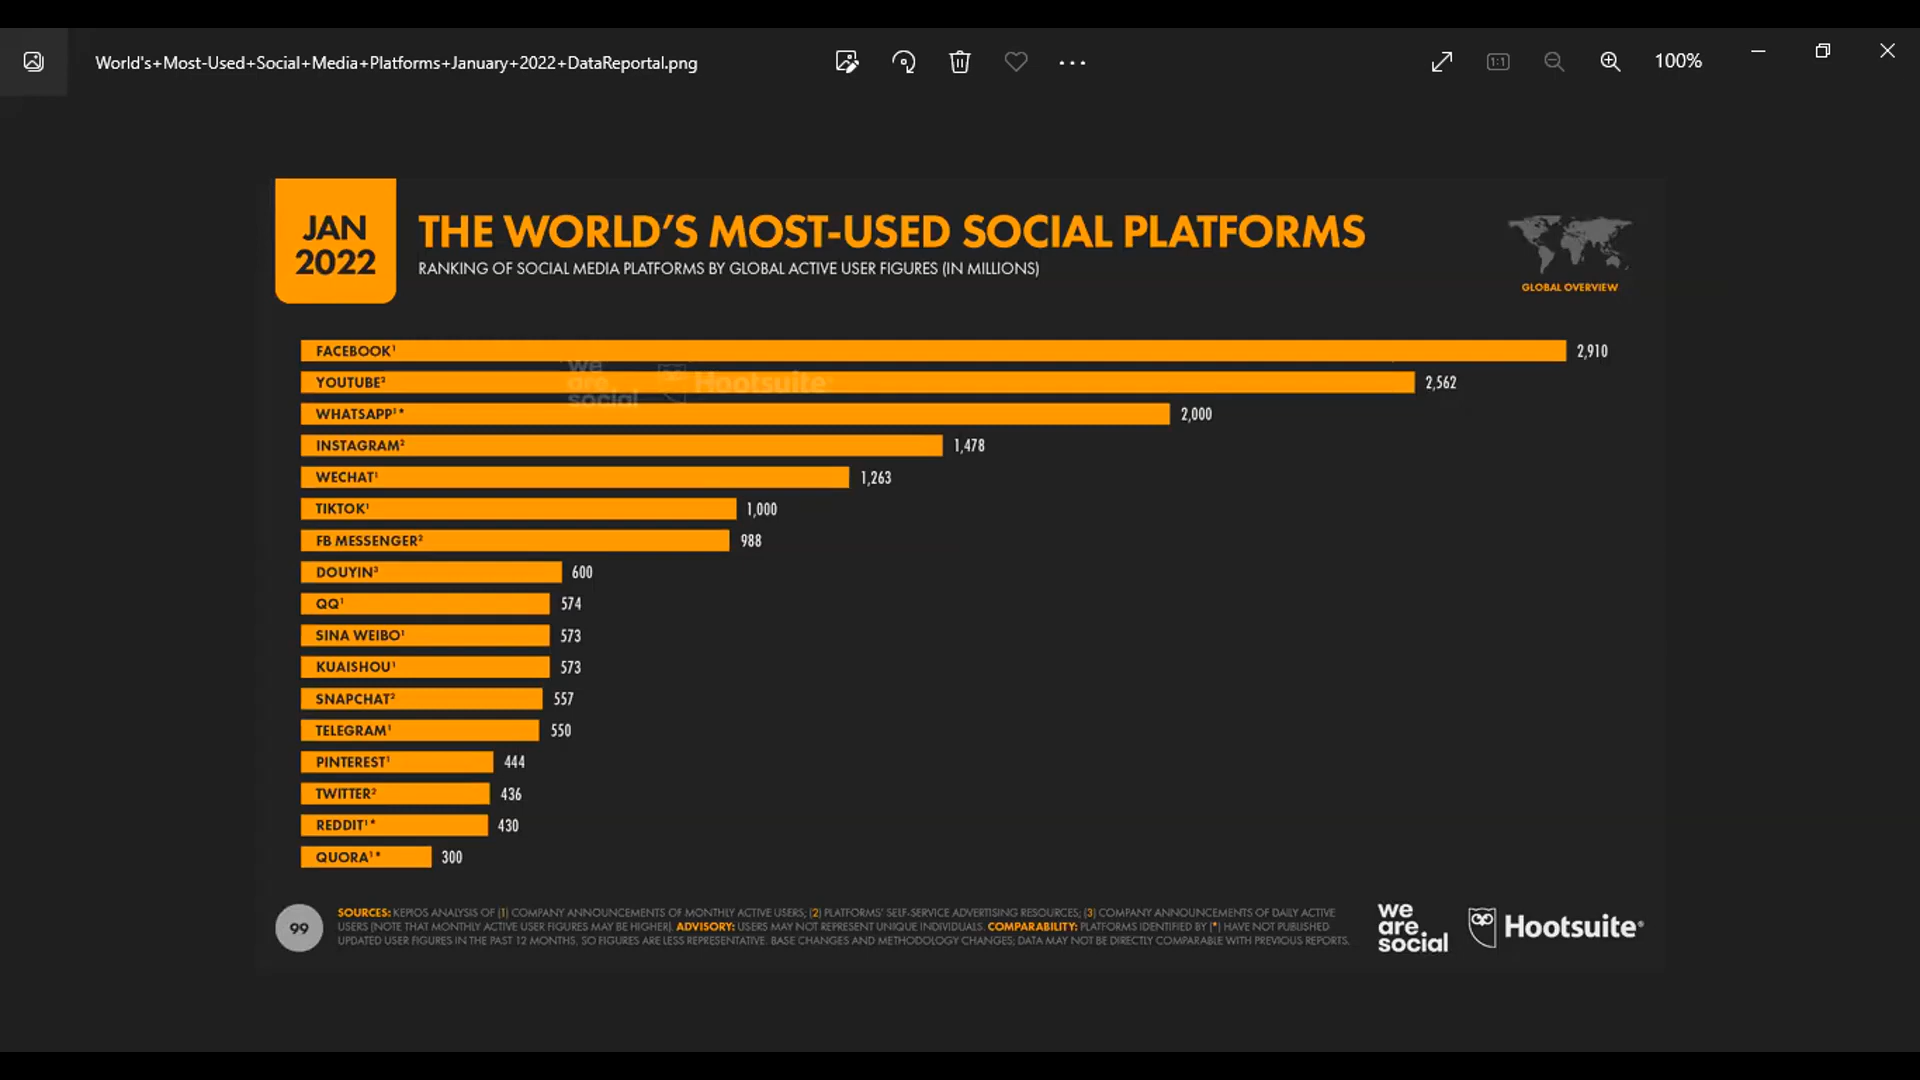 World's+Most-Used+Social+Media+Platforms+January+2022+DataReportal.png
1:1
100%
JAN
2022
THE WORLD'S MOST-USED SOCIAL PLATFORMS
RANKING OF SOCIAL MEDIA PLATFORMS BY GLOBAL ACTIVE USER FIGURES (IN MILLIONS)
GLOBAL OVERVIEW
FACEBOOK¹ 2,910
we
are
social
Hootsuite®
YOUTUBE² 2,562
WHATSAPP¹* 2,000
INSTAGRAM² 1,478
WECHAT¹ 1,263
TIKTOK¹ 1,000
FB MESSENGER² 988
DOUYIN³ 600
QQ¹ 574
SINA WEIBO¹ 573
KUAISHOU¹ 573
SNAPCHAT² 557
TELEGRAM¹ 550
PINTEREST¹ 444
TWITTER² 436
REDDIT¹* 430
QUORA¹* 300
99
SOURCES: KEPIOS ANALYSIS OF (1) COMPANY ANNOUNCEMENTS OF MONTHLY ACTIVE USERS; (2) PLATFORMS' SELF-SERVICE ADVERTISING RESOURCES; (3) COMPANY ANNOUNCEMENTS OF DAILY ACTIVE
USERS (NOTE THAT MONTHLY ACTIVE USER FIGURES MAY BE HIGHER). ADVISORY: USERS MAY NOT REPRESENT UNIQUE INDIVIDUALS. COMPARABILITY: PLATFORMS IDENTIFIED BY (*) HAVE NOT PUBLISHED
UPDATED USER FIGURES IN THE PAST 12 MONTHS, SO FIGURES ARE LESS REPRESENTATIVE. BASE CHANGES AND METHODOLOGY CHANGES; DATA MAY NOT BE DIRECTLY COMPARABLE WITH PREVIOUS REPORTS.
we
are
social
Hootsuite®